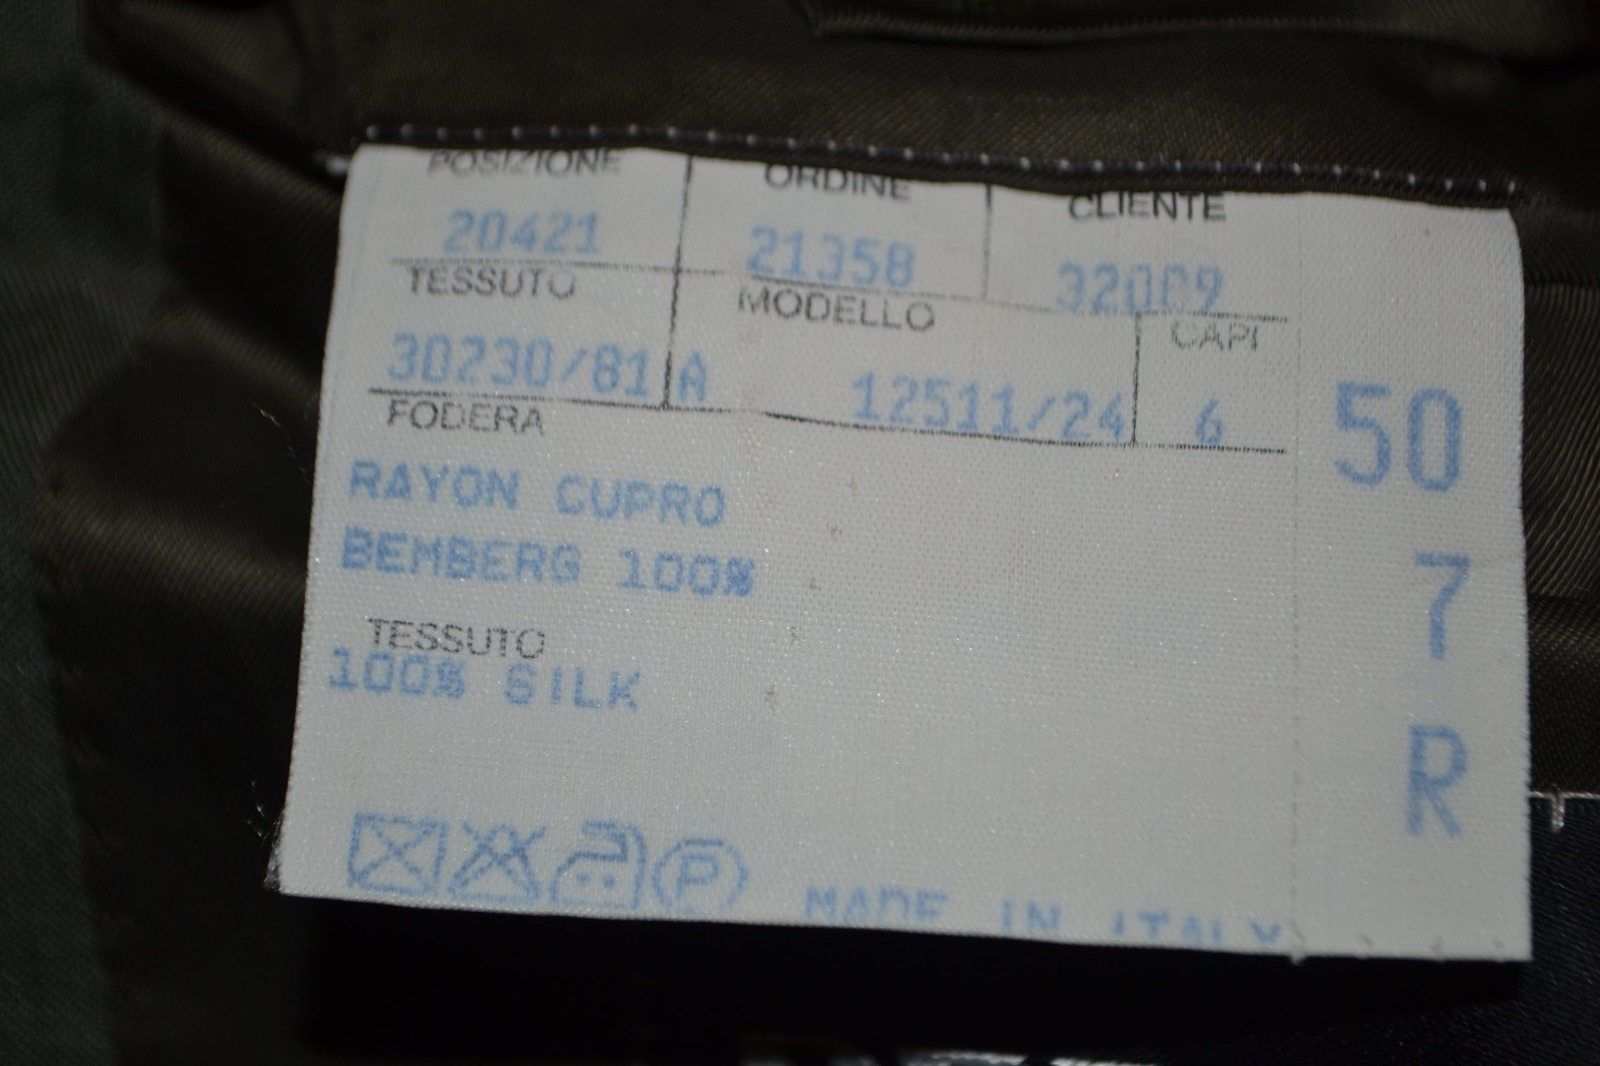 POSIZIONE ORDINE CLIENTE
20421 21358 32009
TESSUTO MODELLO CAPI
30230/81 A 12511/24 6
FODERA
50
RAYON CUPRO
BEMBERG 100%
7
TESSUTO
100% SILK
R
P
MADE IN ITALY